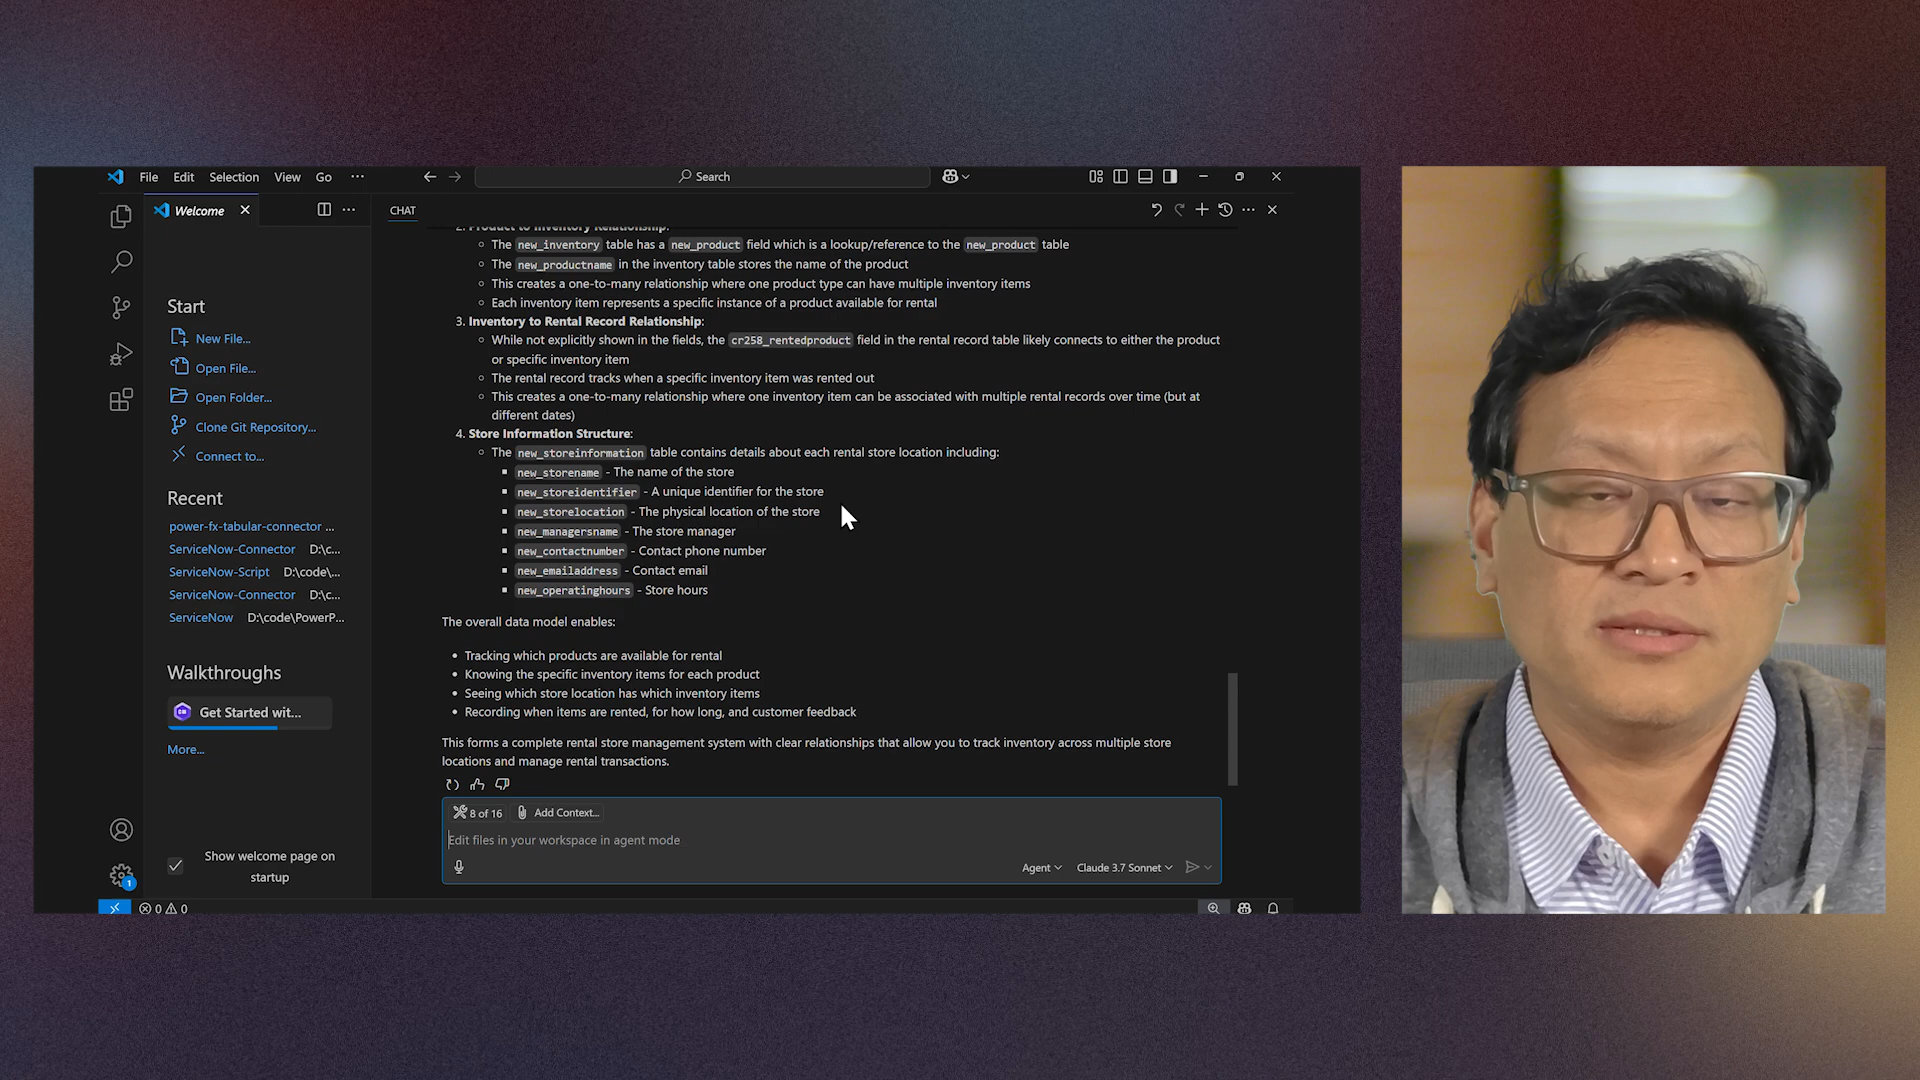 File Edit Selection View Go ···
Search
Welcome
CHAT
Start
New File...
Open File...
Open Folder...
Clone Git Repository...
Connect to...
Recent
power-fx-tabular-connector ...
ServiceNow-Connector D:\c...
ServiceNow-Script D:\code\...
ServiceNow-Connector D:\c...
ServiceNow D:\code\PowerP...
Walkthroughs
Get Started wit...
More...
Show welcome page on
startup
2. Product to Inventory Relationship:
The new_inventory table has a new_product field which is a lookup/reference to the new_product table
The new_productname in the inventory table stores the name of the product
This creates a one-to-many relationship where one product type can have multiple inventory items
Each inventory item represents a specific instance of a product available for rental
3. Inventory to Rental Record Relationship:
While not explicitly shown in the fields, the cr258_rentedproduct field in the rental record table likely connects to either the product
or specific inventory item
The rental record tracks when a specific inventory item was rented out
This creates a one-to-many relationship where one inventory item can be associated with multiple rental records over time (but at
different dates)
4. Store Information Structure:
The new_storeinformation table contains details about each rental store location including:
new_storename - The name of the store
new_storeidentifier - A unique identifier for the store
new_storelocation - The physical location of the store
new_managersname - The store manager
new_contactnumber - Contact phone number
new_emailaddress - Contact email
new_operatinghours - Store hours
The overall data model enables:
Tracking which products are available for rental
Knowing the specific inventory items for each product
Seeing which store location has which inventory items
Recording when items are rented, for how long, and customer feedback
This forms a complete rental store management system with clear relationships that allow you to track inventory across multiple store
locations and manage rental transactions.
8 of 16 Add Context...
Edit files in your workspace in agent mode
Agent Claude 3.7 Sonnet
1
0 0